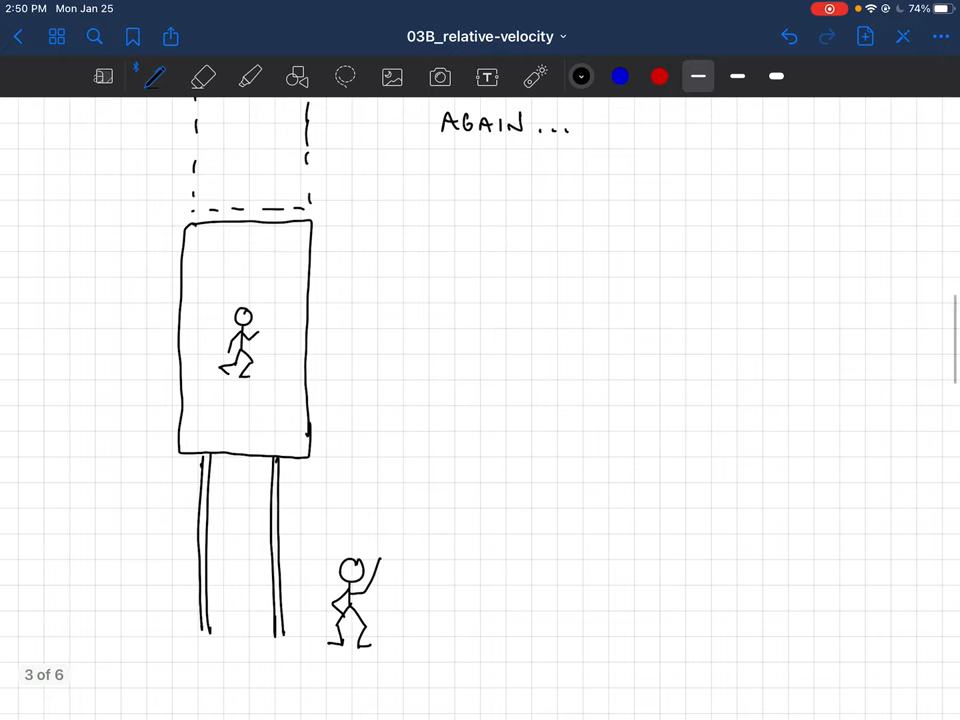 2:50 PM Mon Jan 25
74%
03B_relative-velocity
T
AGAIN...
3 of 6